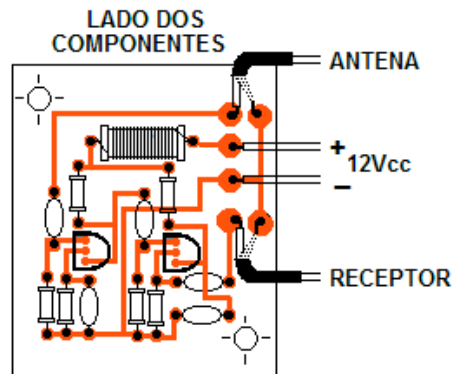 LADO DOS
COMPONENTES
ANTENA
+
12Vcc
−
RECEPTOR